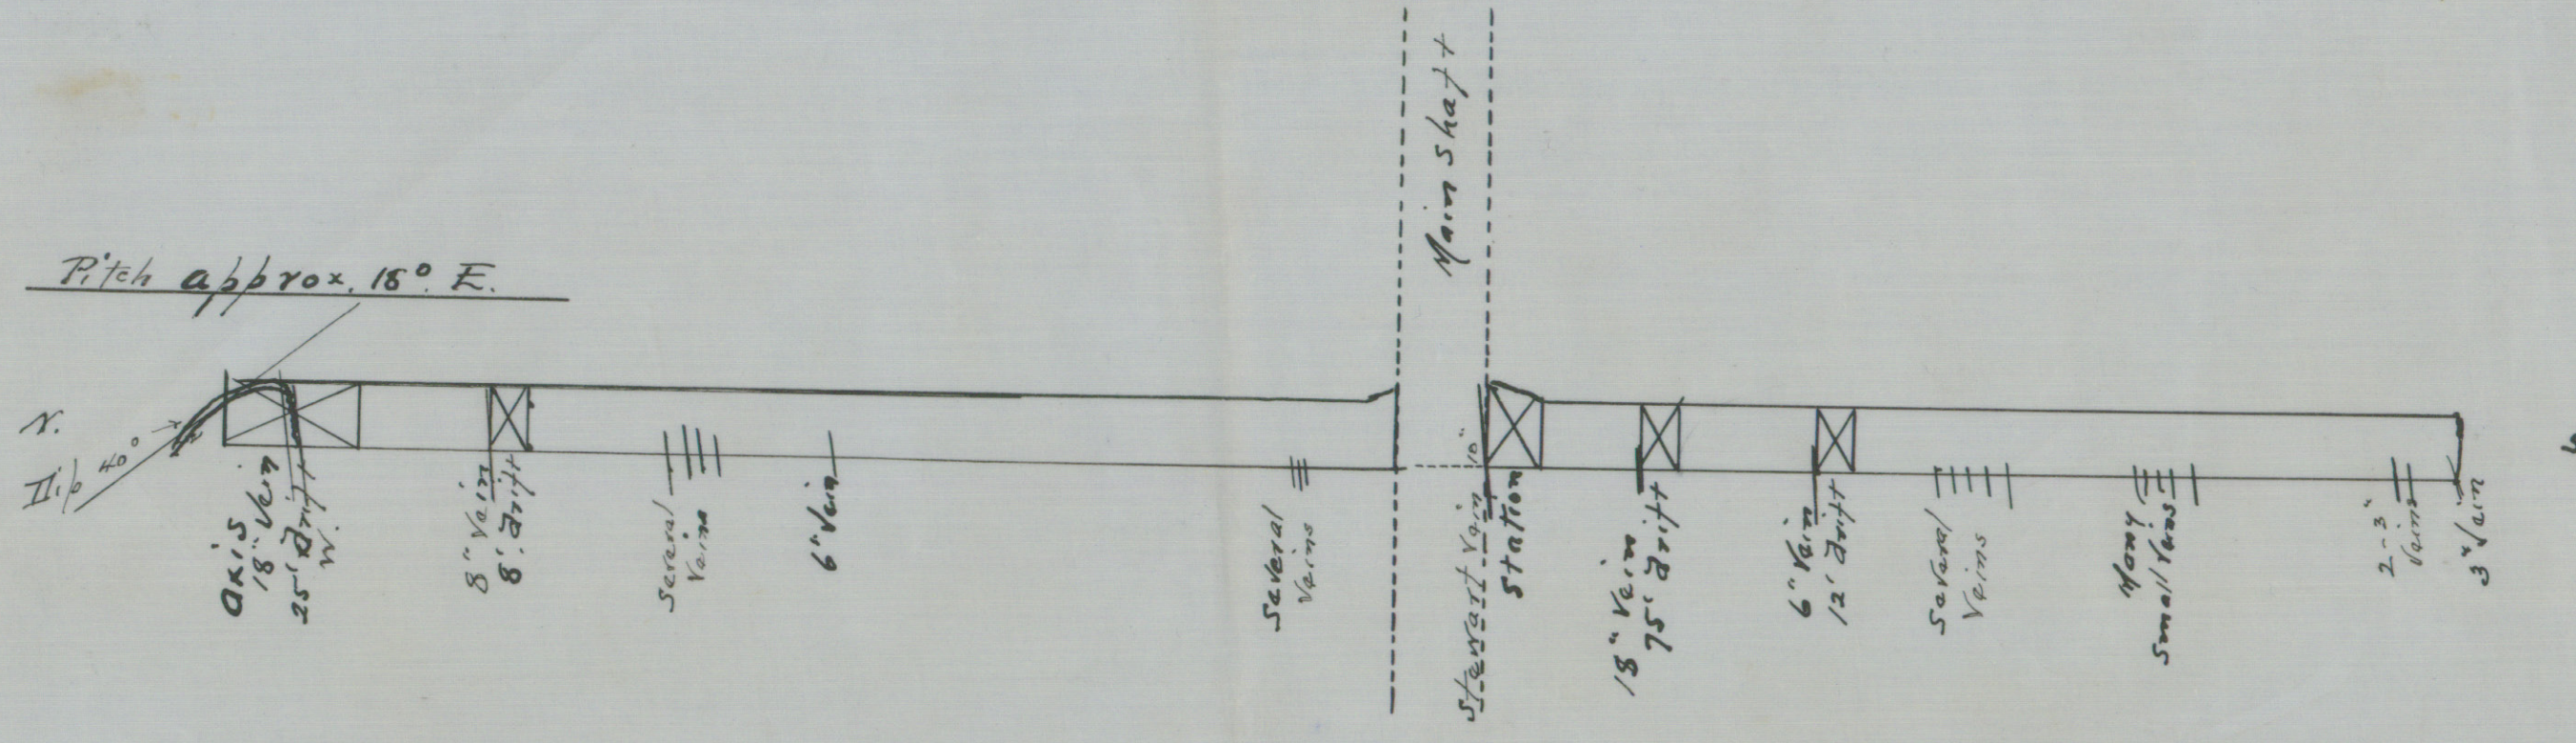 Pitch approx. 18° E.
N.
Dip 40°
Axis
18" Vein
25' Drift
W.
8" Vein
8' Drift
Several
Veins
6" Vein
Several
Veins
Main Shaft
10"
Stewart Vein
Station
18" Vein
75' Drift
6" Vein
12' Drift
Several
Veins
Many
Small Veins
2-3"
Veins
3" Vein